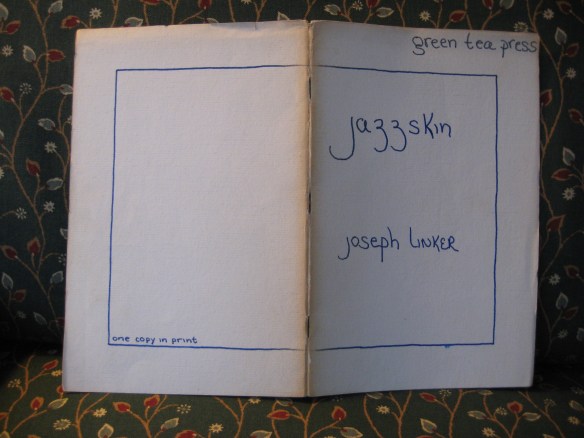 green tea press
jazzskin
joseph LINKER
one copy in print